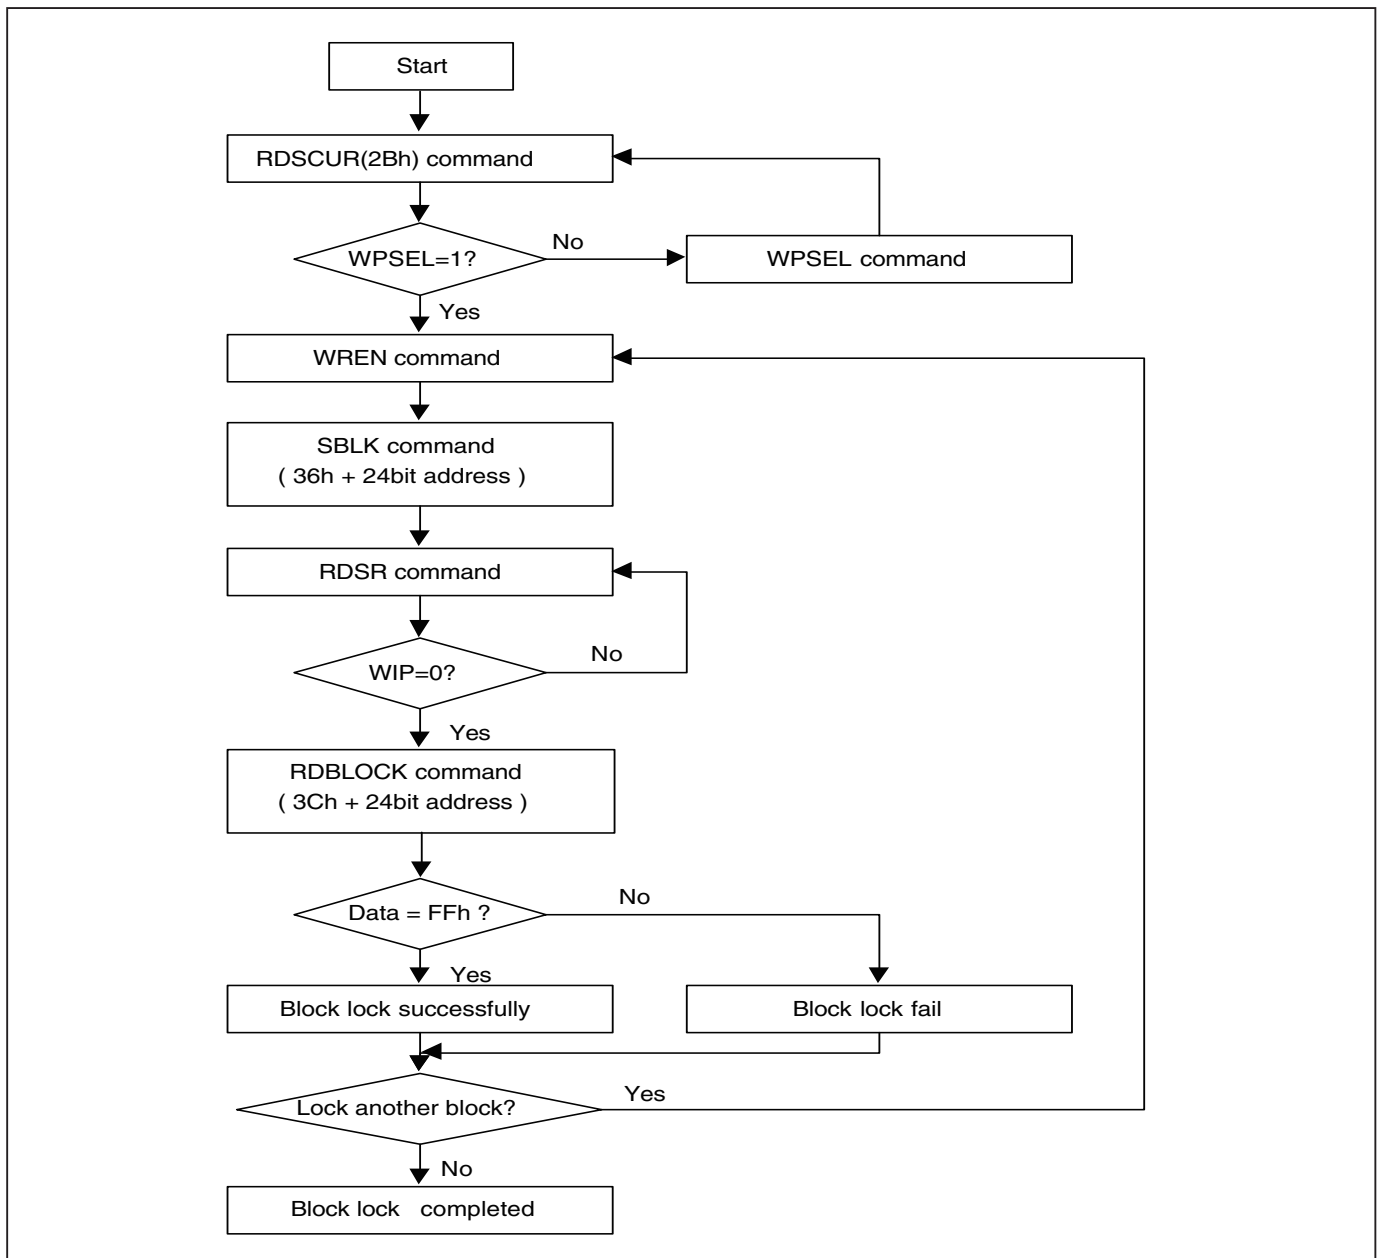 Start
RDSCUR(2Bh) command
WPSEL=1?
No
WPSEL command
Yes
WREN command
SBLK command
( 36h + 24bit address )
RDSR command
WIP=0?
No
Yes
RDBLOCK command
( 3Ch + 24bit address )
Data = FFh ?
No
Yes
Block lock successfully
Block lock fail
Lock another block?
Yes
No
Block lock completed